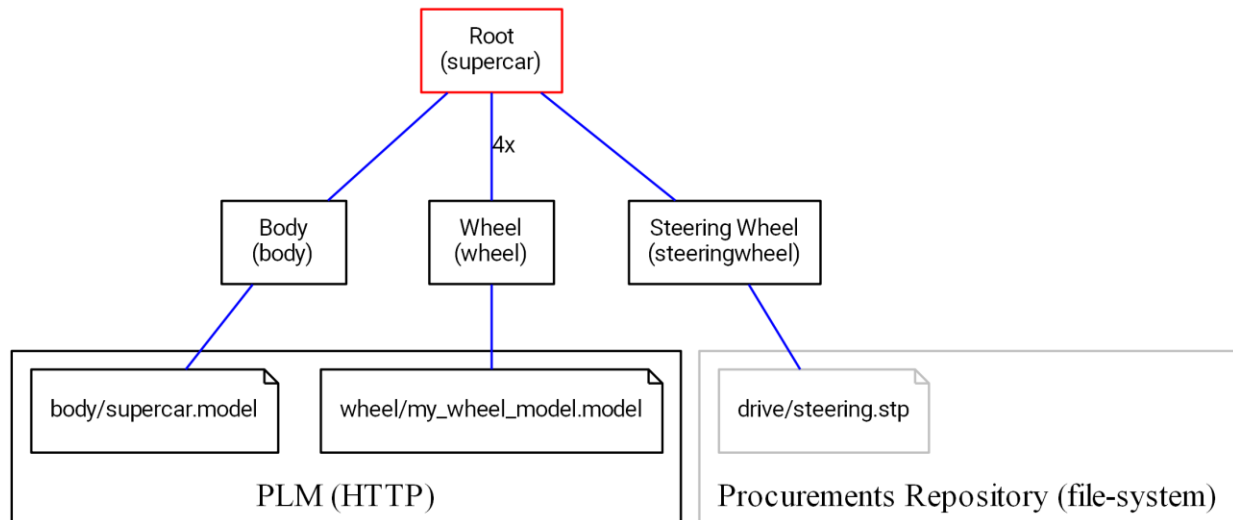 Root
(supercar)
4x
Body
(body)
Wheel
(wheel)
Steering Wheel
(steeringwheel)
body/supercar.model
wheel/my_wheel_model.model
drive/steering.stp
PLM (HTTP)
Procurements Repository (file-system)